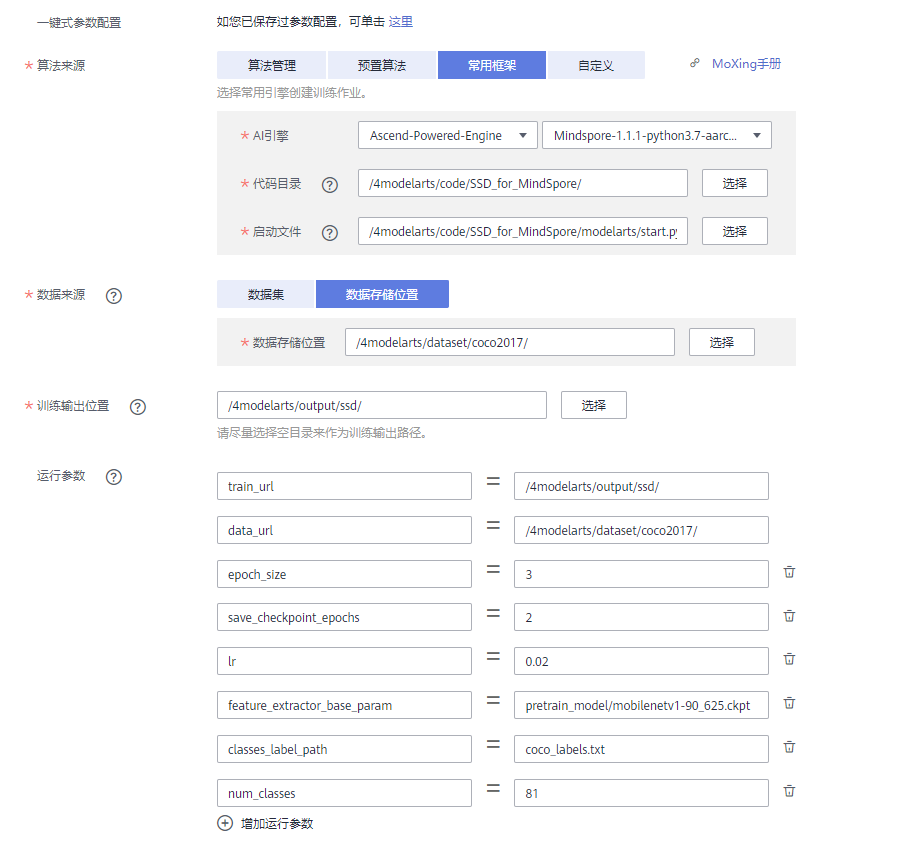 一键式参数配置 如您已保存过参数配置，可单击 这里
* 算法来源 算法管理 预置算法 常用框架 自定义 MoXing手册
选择常用引擎创建训练作业。
* AI引擎 Ascend-Powered-Engine Mindspore-1.1.1-python3.7-aarc...
* 代码目录 ? /4modelarts/code/SSD_for_MindSpore/ 选择
* 启动文件 ? /4modelarts/code/SSD_for_MindSpore/modelarts/start.py 选择
* 数据来源 ? 数据集 数据存储位置
* 数据存储位置 /4modelarts/dataset/coco2017/ 选择
* 训练输出位置 ? /4modelarts/output/ssd/ 选择
请尽量选择空目录来作为训练输出路径。
运行参数 ? train_url = /4modelarts/output/ssd/
data_url = /4modelarts/dataset/coco2017/
epoch_size = 3
save_checkpoint_epochs = 2
lr = 0.02
feature_extractor_base_param = pretrain_model/mobilenetv1-90_625.ckpt
classes_label_path = coco_labels.txt
num_classes = 81
增加运行参数